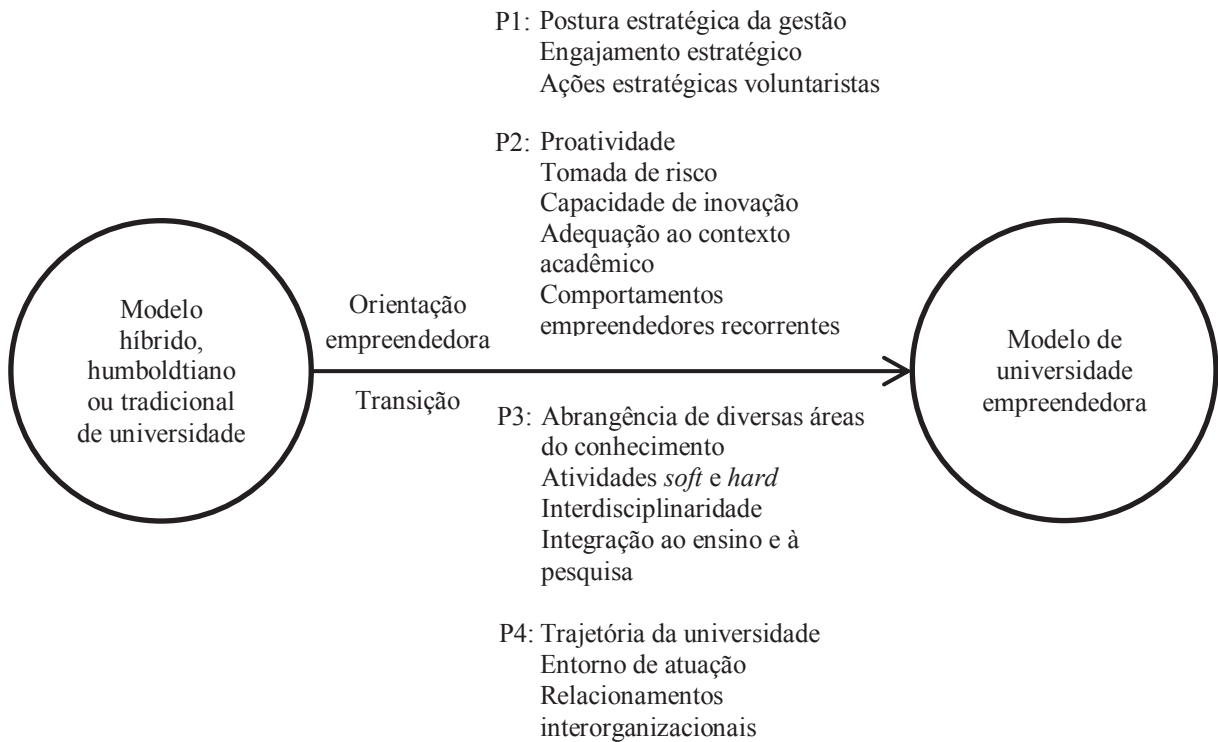 P1: Postura estratégica da gestão
Engajamento estratégico
Ações estratégicas voluntaristas
P2: Proatividade
Tomada de risco
Capacidade de inovação
Adequação ao contexto
acadêmico
Comportamentos
empreendedores recorrentes
Modelo
híbrido,
humboldtiano
ou tradicional
de universidade
Orientação
empreendedora
Transição
Modelo de
universidade
empreendedora
P3: Abrangência de diversas áreas
do conhecimento
Atividades soft e hard
Interdisciplinaridade
Integração ao ensino e à
pesquisa
P4: Trajetória da universidade
Entorno de atuação
Relacionamentos
interorganizacionais